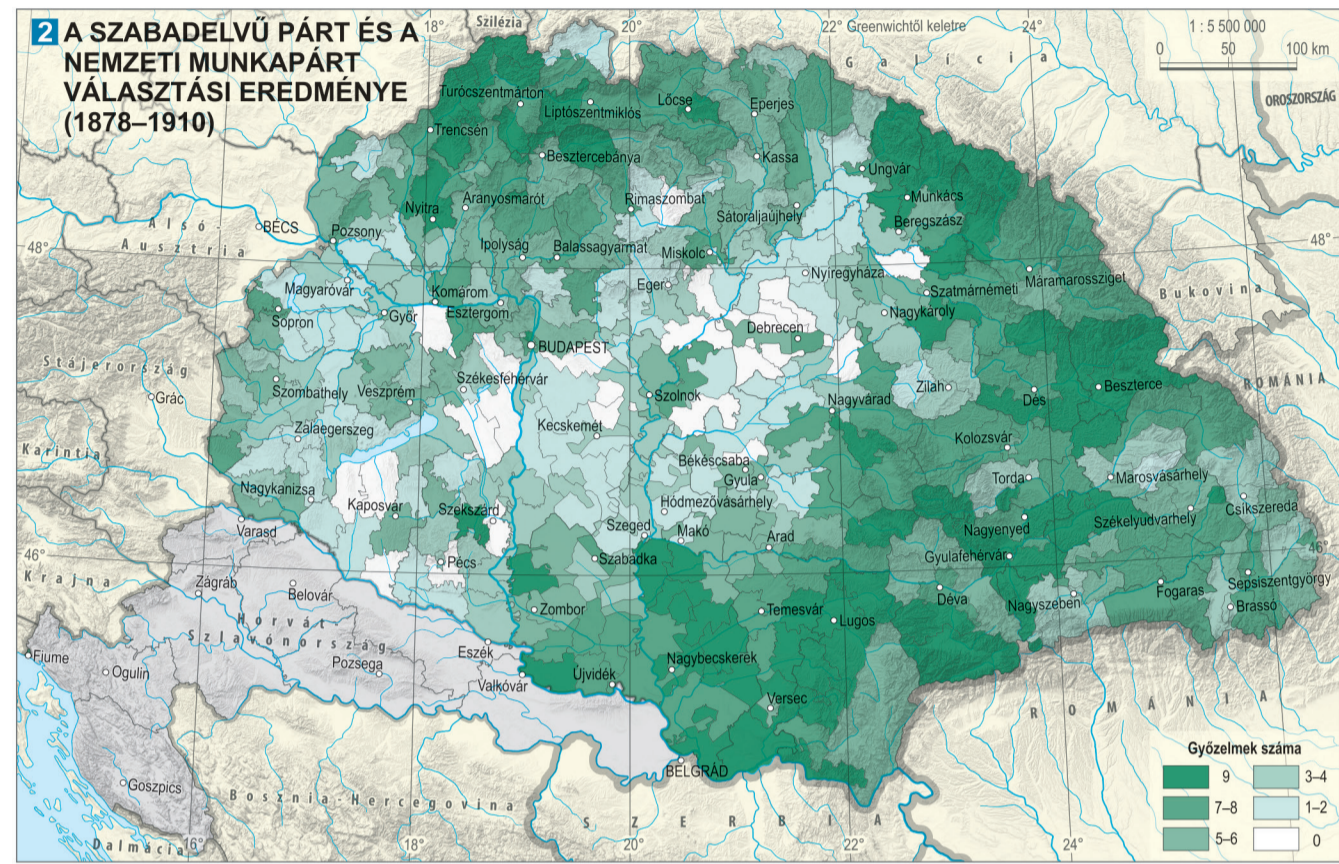 2 A SZABADELVŰ PÁRT ÉS A
NEMZETI MUNKAPÁRT
VÁLASZTÁSI EREDMÉNYE
(1878–1910)
18°
Szilézia
20°
22°
Greenwichtől keletre
24°
1 : 5 500 000
0 50 100 km
Galícia
OROSZORSZÁG
Turócszentmárton
Liptószentmiklós
Lőcse
Eperjes
Trencsén
Besztercebánya
Kassa
Ungvár
Nyitra
Aranyosmarót
Rimaszombat
Sátoraljaújhely
Munkács
Beregszász
Alsó-
Ausztria
BÉCS
48°
Pozsony
Ipolyság
Balassagyarmat
Miskolc
48°
Magyaróvár
Komárom
Eger
Nyíregyháza
Szatmárnémeti
Máramarossziget
Bukovina
Sopron
Győr
Esztergom
Debrecen
Nagykároly
BUDAPEST
Stájerország
Grác
Szombathely
Veszprém
Székesfehérvár
Szolnok
Zilah
Dés
Beszterce
ROMÁNIA
Zalaegerszeg
Kecskemét
Nagyvárad
Kolozsvár
Karintia
Békéscsaba
Gyula
Torda
Marosvásárhely
Nagykanizsa
Kaposvár
Szekszárd
Hódmezővásárhely
Csíkszereda
Varasd
Szeged
Makó
Arad
Nagyenyed
Székelyudvarhely
46°
Krajna
Pécs
Szabadka
Gyulafehérvár
46°
Zágráb
Belovár
Sepsiszentgyörgy
Horvát-
Szlavónország
Zombor
Temesvár
Lugos
Déva
Nagyszeben
Fogaras
Brassó
Fiume
Ogulin
Pozsega
Eszék
Valkóvár
Újvidék
Nagybecskerek
Versec
ROMÁNIA
BELGRÁD
Goszpics
Bosznia-Hercegovina
SZERBIA
Dalmácia
16°
18°
20°
22°
24°
Győzelmek száma
9 3–4
7–8 1–2
5–6 0